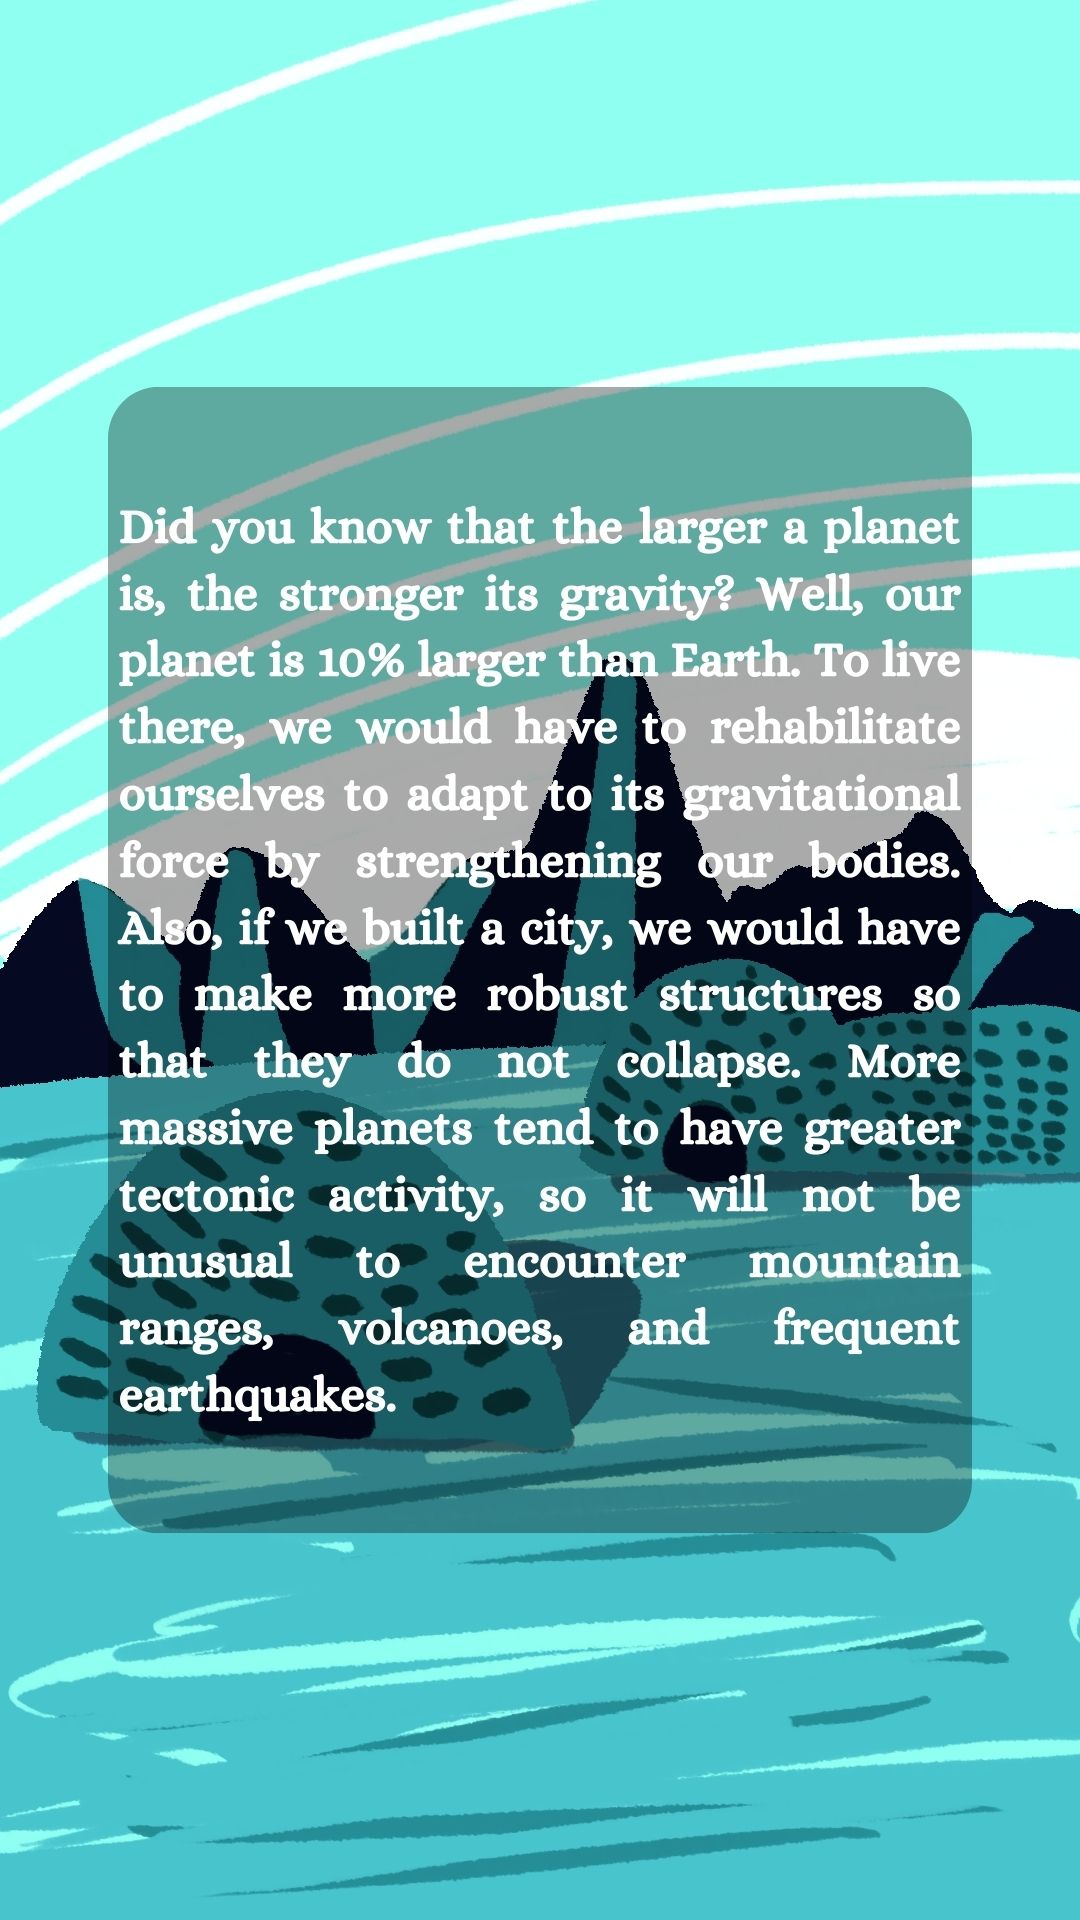 Did you know that the larger a planet
is, the stronger its gravity? Well, our
planet is 10% larger than Earth. To live
there, we would have to rehabilitate
ourselves to adapt to its gravitational
force by strengthening our bodies.
Also, if we built a city, we would have
to make more robust structures so
that they do not collapse. More
massive planets tend to have greater
tectonic activity, so it will not be
unusual to encounter mountain
ranges, volcanoes, and frequent
earthquakes.